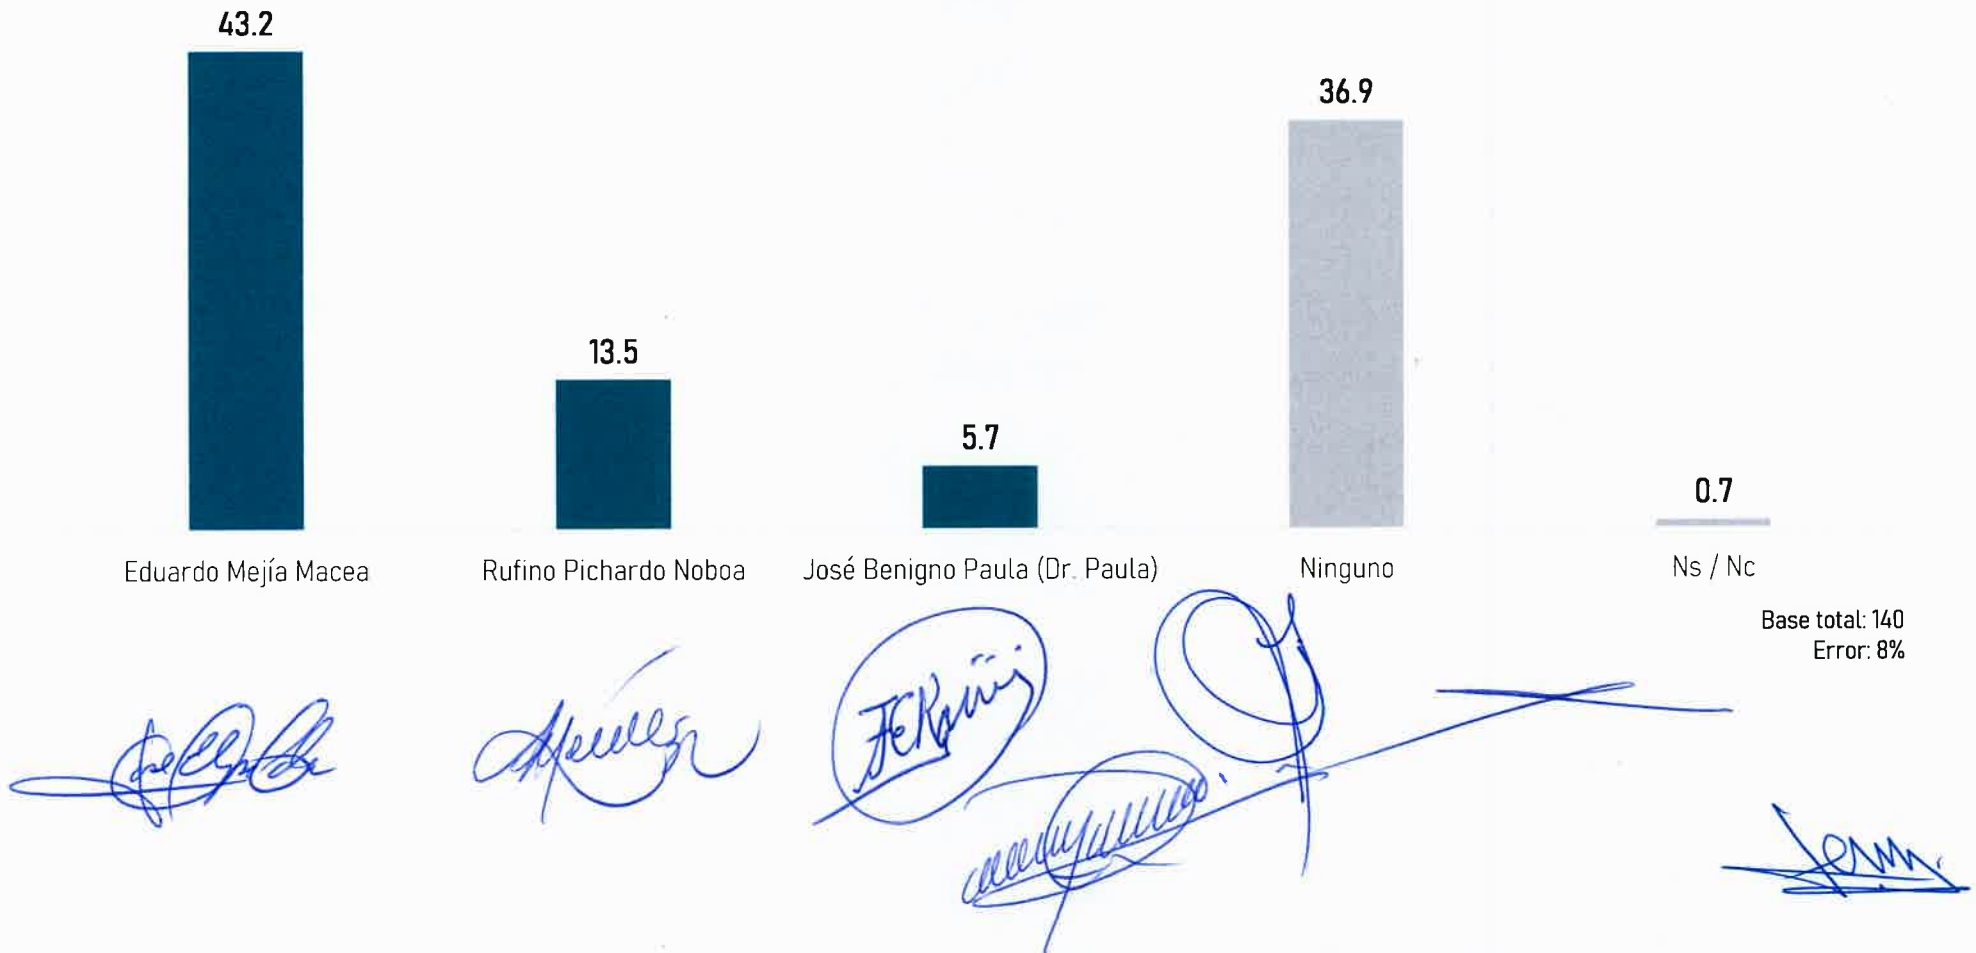 43.2
36.9
13.5
5.7
0.7
Eduardo Mejía Macea
Rufino Pichardo Noboa
José Benigno Paula (Dr. Paula)
Ninguno
Ns / Nc
Base total: 140
Error: 8%